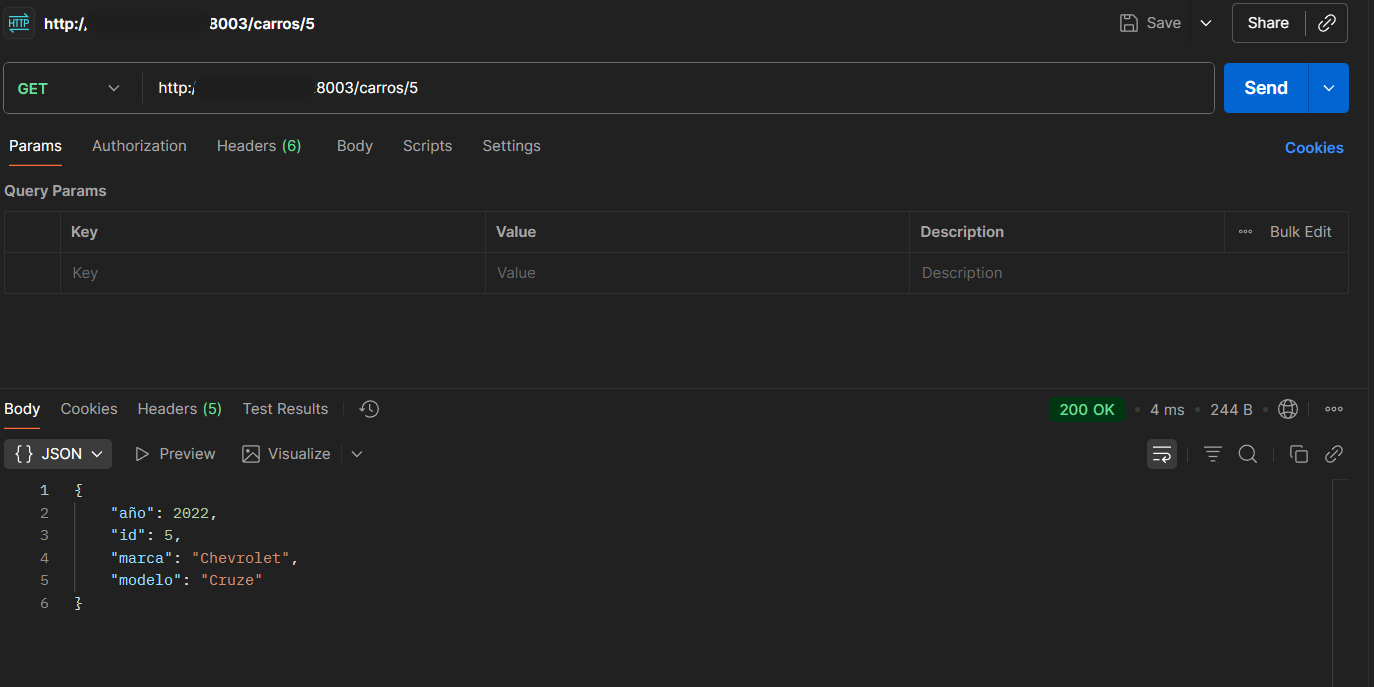 HTTP http:/, 8003/carros/5 Save Share
GET http:/ :8003/carros/5 Send
Params Authorization Headers (6) Body Scripts Settings Cookies
Query Params
Key Value Description Bulk Edit
Key Value Description
Body Cookies Headers (5) Test Results 200 OK 4 ms 244 B
{} JSON Preview Visualize
1 {
2 "año": 2022,
3 "id": 5,
4 "marca": "Chevrolet",
5 "modelo": "Cruze"
6 }